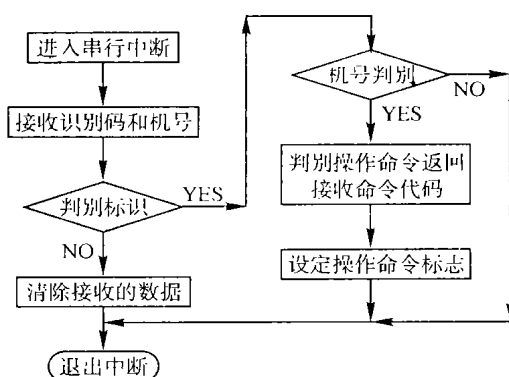 进入串行中断
接收识别码和机号
判别标识
YES
NO
清除接收的数据
退出中断
机号判别
NO
YES
判别操作命令返回
接收命令代码
设定操作命令标志